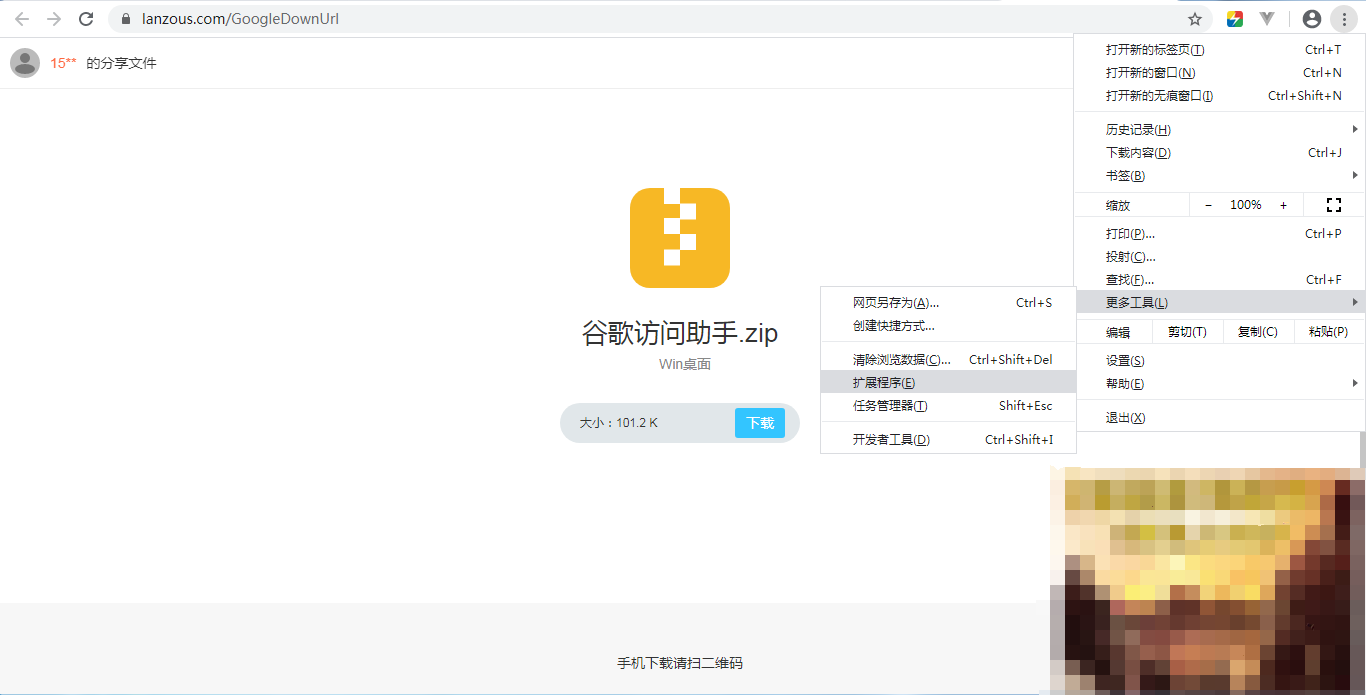 lanzous.com/GoogleDownUrl
15** 的分享文件
谷歌访问助手.zip
Win桌面
大小：101.2 K
下载
手机下载请扫二维码
打开新的标签页(T) Ctrl+T
打开新的窗口(N) Ctrl+N
打开新的无痕窗口(I) Ctrl+Shift+N
历史记录(H)
下载内容(D) Ctrl+J
书签(B)
缩放 − 100% +
打印(P)... Ctrl+P
投射(C)...
查找(F)... Ctrl+F
更多工具(L)
编辑 剪切(T) 复制(C) 粘贴(P)
设置(S)
帮助(E)
退出(X)
网页另存为(A)... Ctrl+S
创建快捷方式...
清除浏览数据(C)... Ctrl+Shift+Del
扩展程序(E)
任务管理器(T) Shift+Esc
开发者工具(D) Ctrl+Shift+I